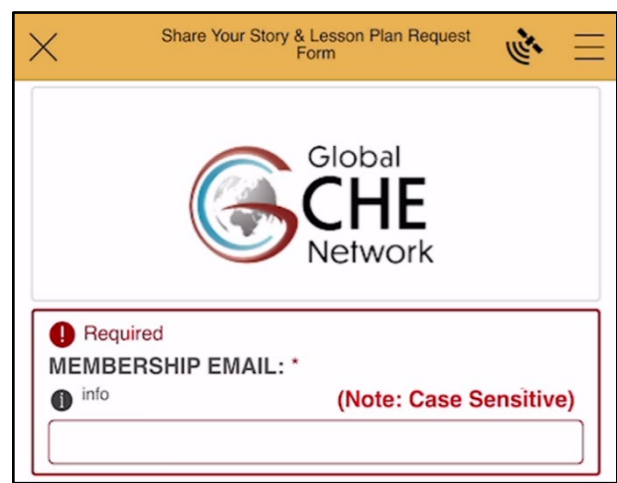 Share Your Story & Lesson Plan Request
Form
Global
CHE
Network
Required
MEMBERSHIP EMAIL: *
info
(Note: Case Sensitive)